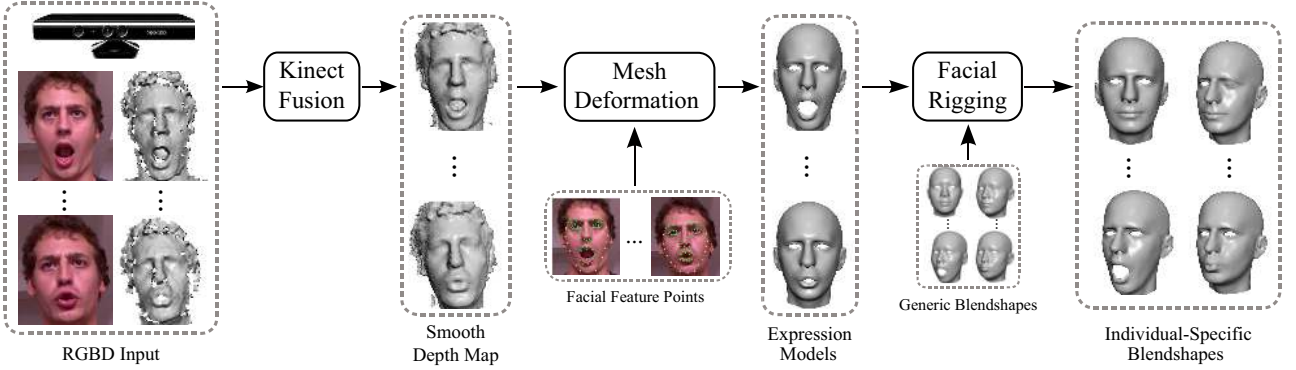 Kinect
Fusion
Mesh
Deformation
Facial
Rigging
Facial Feature Points
Generic Blendshapes
RGBD Input
Smooth
Depth Map
Expression
Models
Individual-Specific
Blendshapes